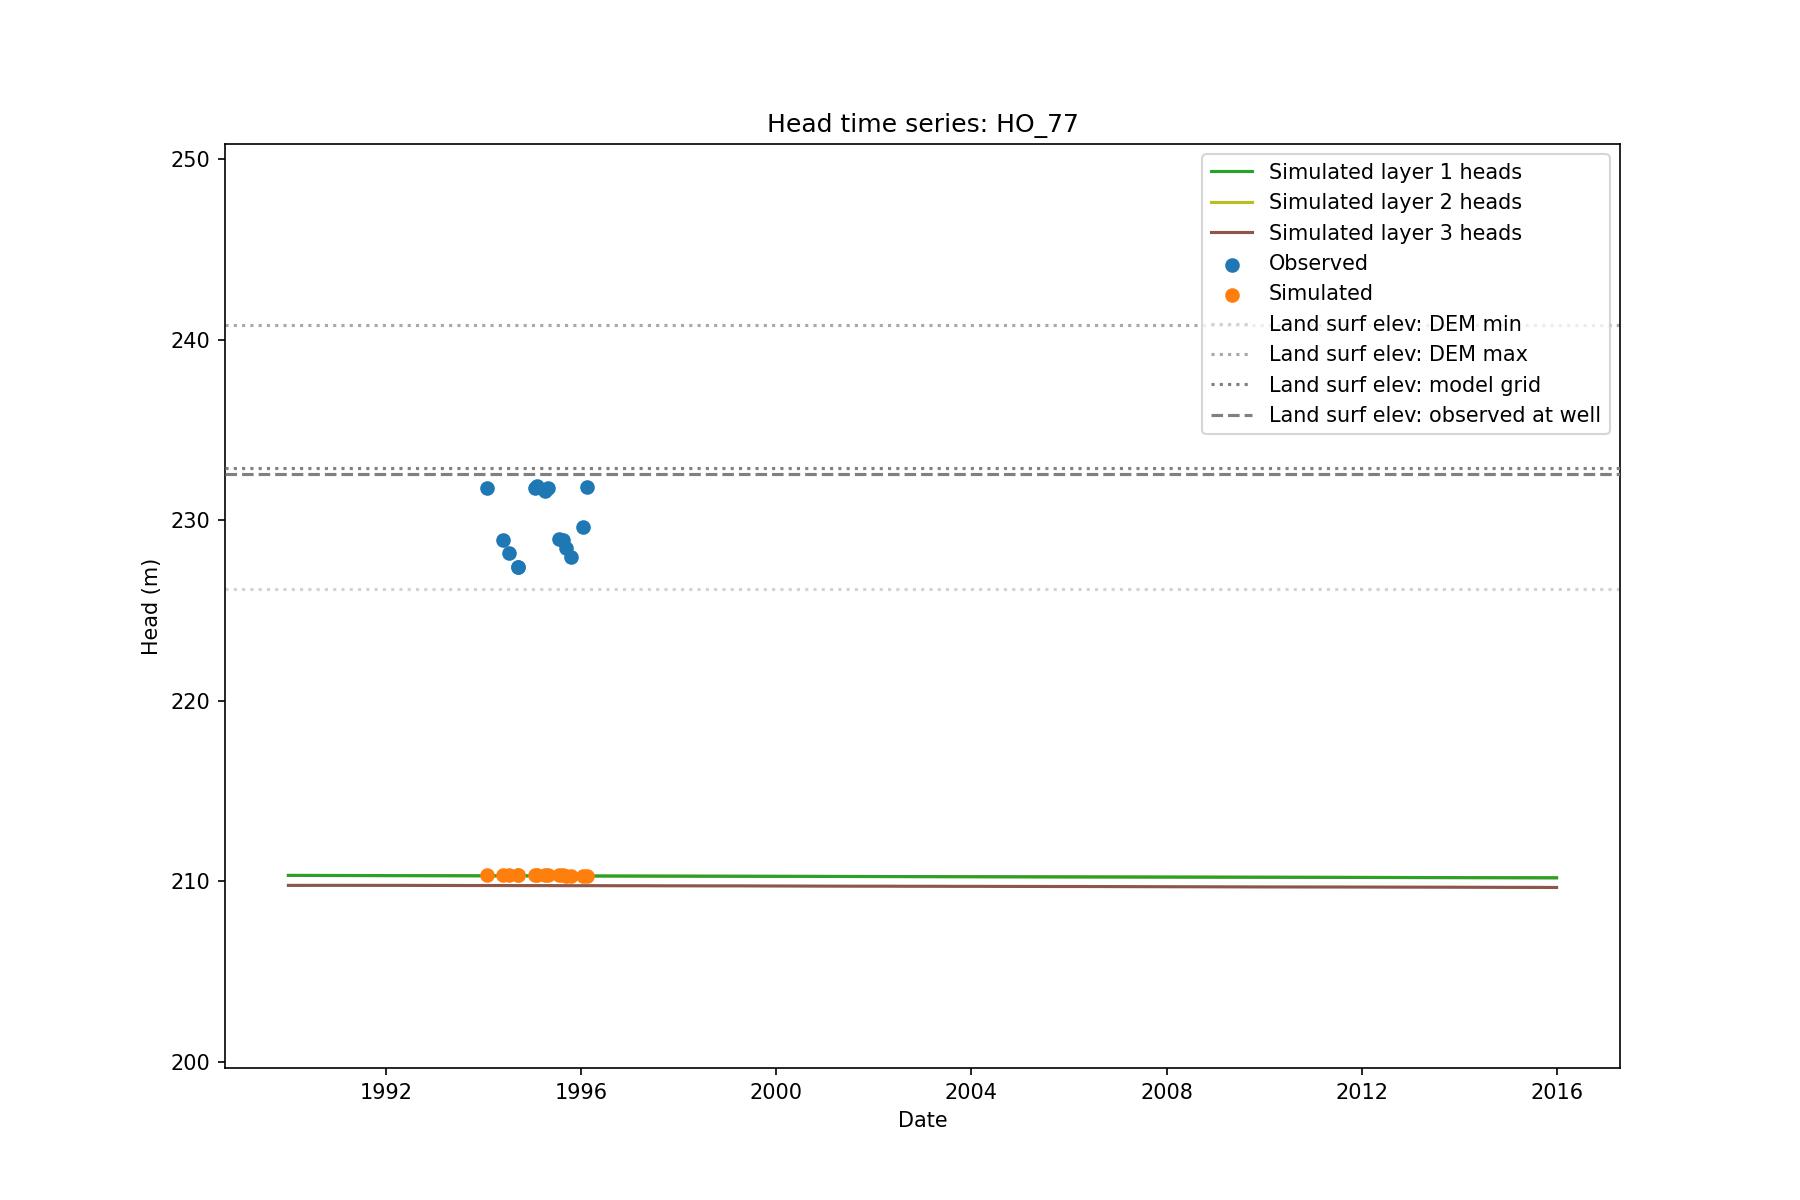 Head time series: HO_77
250
240
230
220
210
200
Head (m)
Simulated layer 1 heads
Simulated layer 2 heads
Simulated layer 3 heads
Observed
Simulated
Land surf elev: DEM min
Land surf elev: DEM max
Land surf elev: model grid
Land surf elev: observed at well
1992 1996 2000 2004 2008 2012 2016
Date